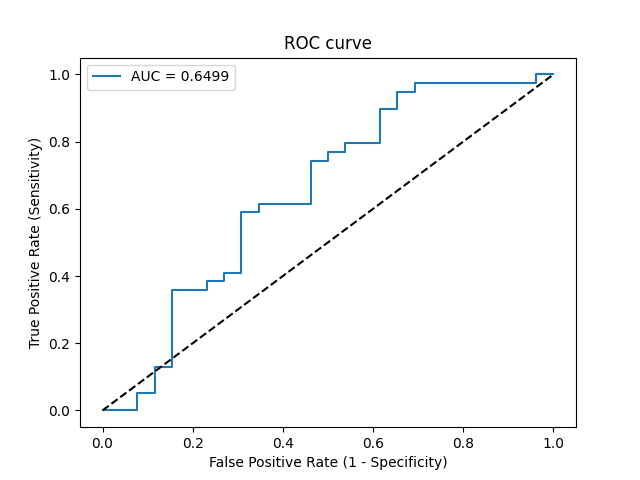 ROC curve
AUC = 0.6499
True Positive Rate (Sensitivity)
1.0
0.8
0.6
0.4
0.2
0.0
0.0 0.2 0.4 0.6 0.8 1.0
False Positive Rate (1 - Specificity)